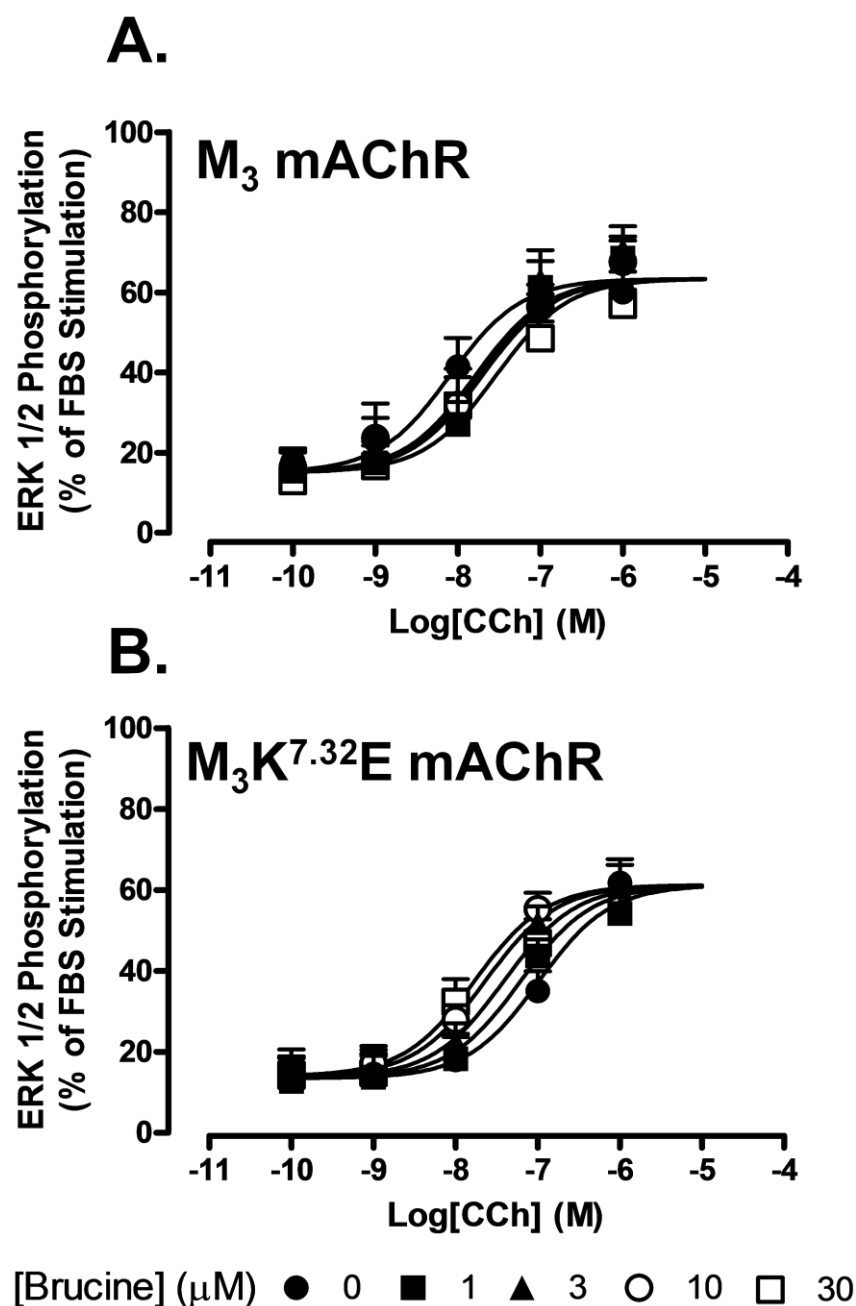 A.
M₃ mAChR
ERK 1/2 Phosphorylation
(% of FBS Stimulation)
100
80
60
40
20
0
-11 -10 -9 -8 -7 -6 -5 -4
Log[CCh] (M)
B.
M₃K⁷·³²E mAChR
ERK 1/2 Phosphorylation
(% of FBS Stimulation)
100
80
60
40
20
0
-11 -10 -9 -8 -7 -6 -5 -4
Log[CCh] (M)
[Brucine] (μM) ● 0 ■ 1 ▲ 3 ○ 10 □ 30